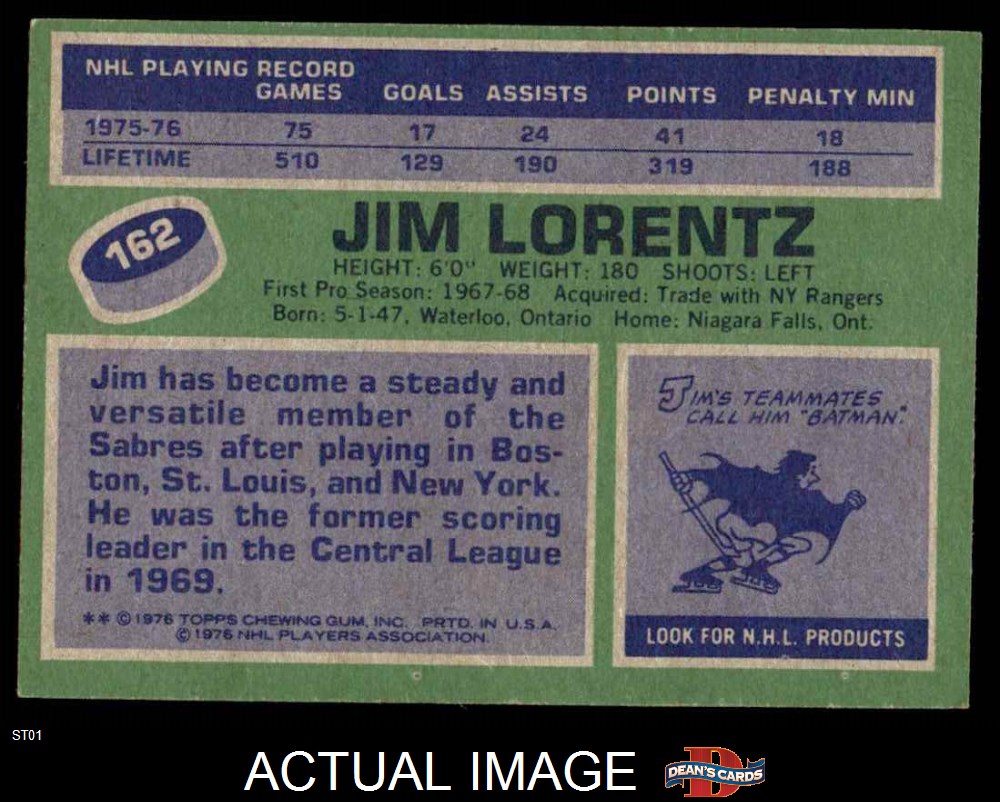 NHL PLAYING RECORD
GAMES GOALS ASSISTS POINTS PENALTY MIN
1975-76 75 17 24 41 18
LIFETIME 510 129 190 319 188
162
JIM LORENTZ
HEIGHT: 6'0" WEIGHT: 180 SHOOTS: LEFT
First Pro Season: 1967-68 Acquired: Trade with NY Rangers
Born: 5-1-47, Waterloo, Ontario Home: Niagara Falls, Ont.
Jim has become a steady and
versatile member of the
Sabres after playing in Bos-
ton, St. Louis, and New York.
He was the former scoring
leader in the Central League
in 1969.
** ©1976 TOPPS CHEWING GUM, INC. PRTD. IN U.S.A.
©1976 NHL PLAYERS ASSOCIATION.
JIM'S TEAMMATES
CALL HIM "BATMAN."
LOOK FOR N.H.L. PRODUCTS
ST01
ACTUAL IMAGE
DEAN'S CARDS